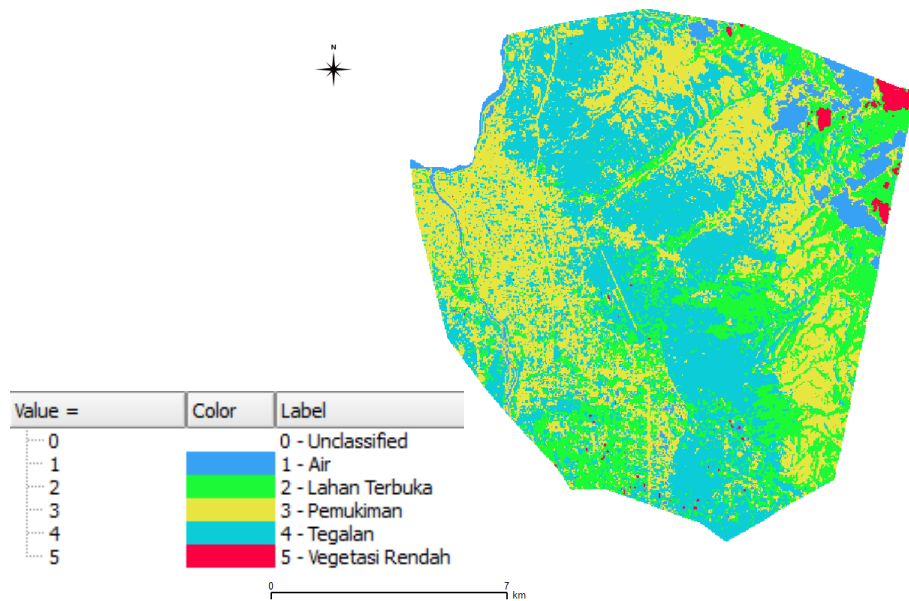 N
Value = Color Label
0 0 - Unclassified
1 1 - Air
2 2 - Lahan Terbuka
3 3 - Pemukiman
4 4 - Tegalan
5 5 - Vegetasi Rendah
0 7
km